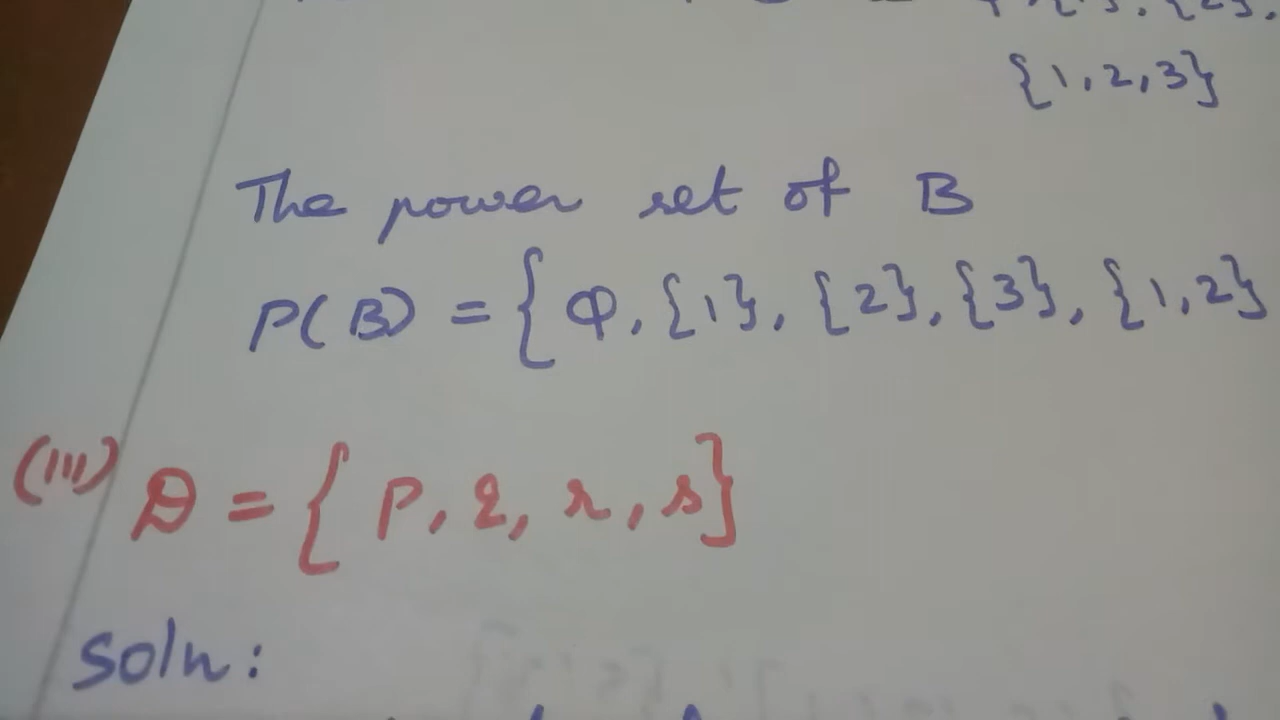 {1,2,3}
The power set of B
P(B) = { Φ, {1}, {2}, {3}, {1,2}
(III) D = { p, q, r, s}
Soln: